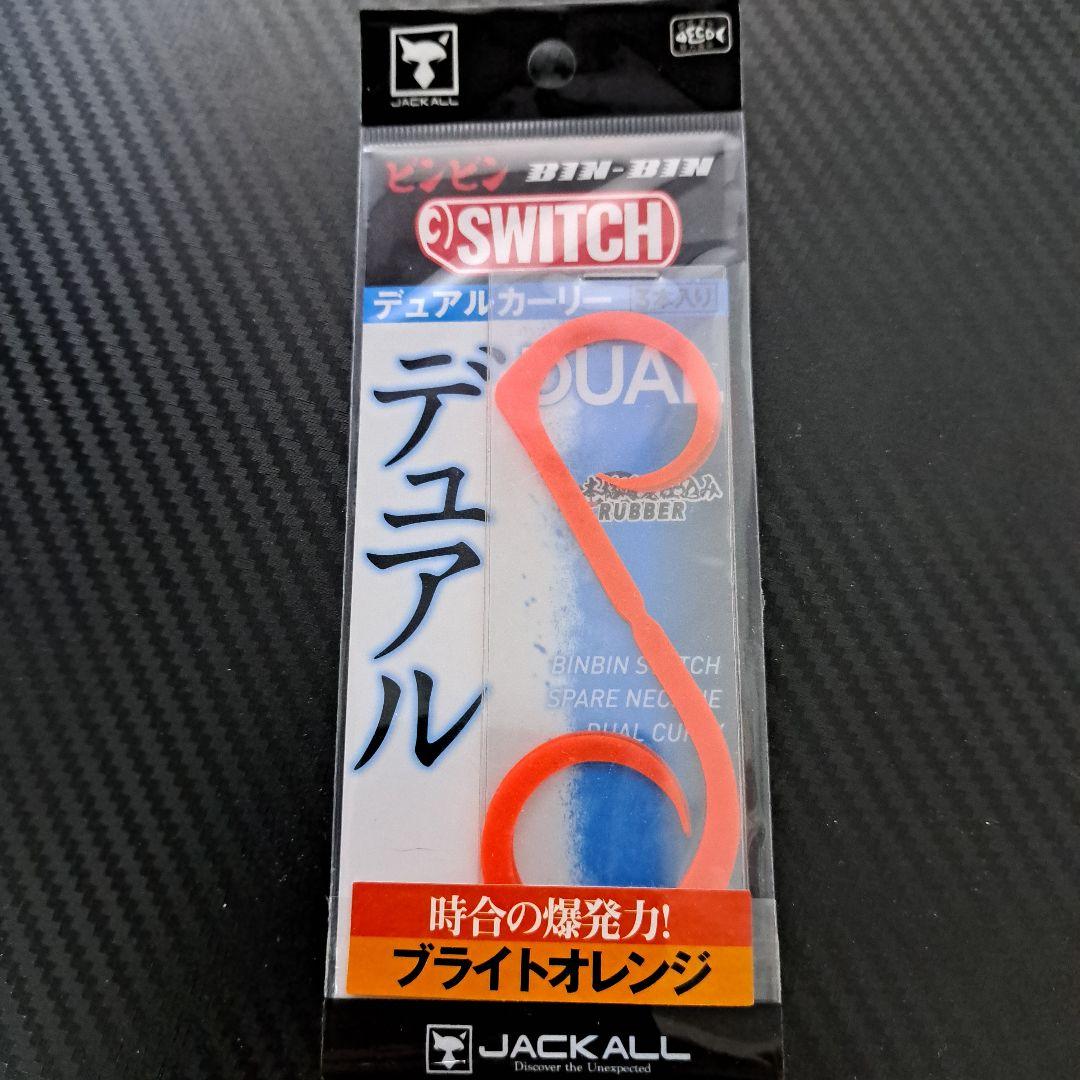 JACKALL
DECOY
ビンビン BIN-BIN
SWITCH
デュアルカーリー 3本入り
DUAL
デュアル
RUBBER
BINBIN SWITCH
SPARE NECKTIE
DUAL CURLY
時合の爆発力!
ブライトオレンジ
JACKALL
Discover the Unexpected